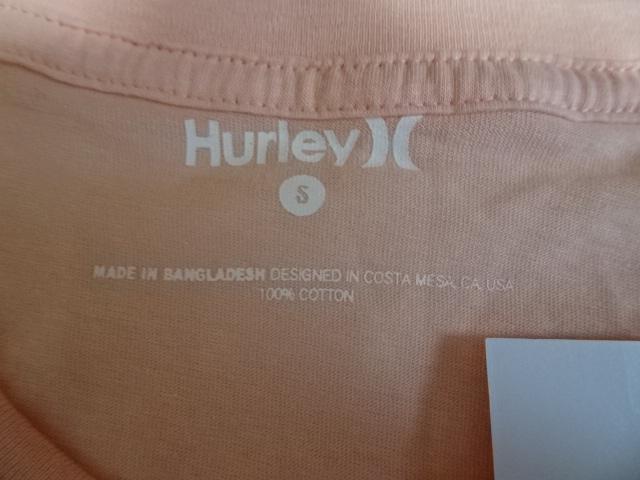 Hurley
S
MADE IN BANGLADESH DESIGNED IN COSTA MESA, CA, USA
100% COTTON